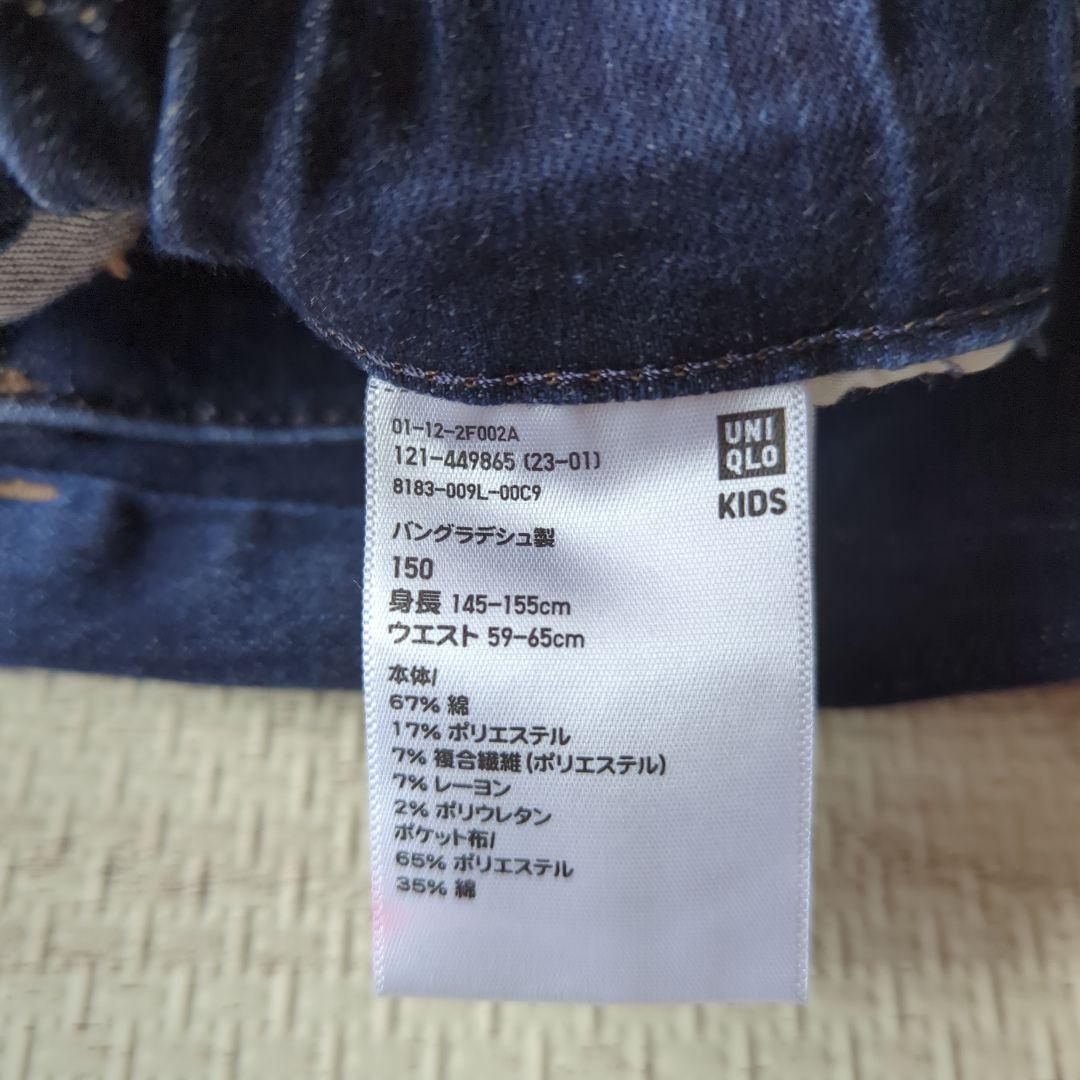 01-12-2F002A
121-449865 (23-01)
8183-009L-00C9
UNI
QLO
KIDS
バングラデシュ製
150
身長 145-155cm
ウエスト 59-65cm
本体/
67% 綿
17% ポリエステル
7% 複合繊維(ポリエステル)
7% レーヨン
2% ポリウレタン
ポケット布/
65% ポリエステル
35% 綿